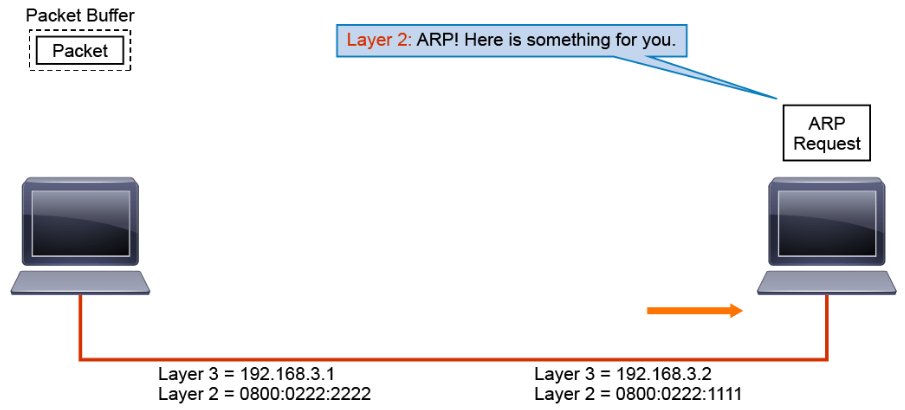 Packet Buffer
Packet
Layer 2: ARP! Here is something for you.
ARP
Request
Layer 3 = 192.168.3.1
Layer 2 = 0800:0222:2222
Layer 3 = 192.168.3.2
Layer 2 = 0800:0222:1111